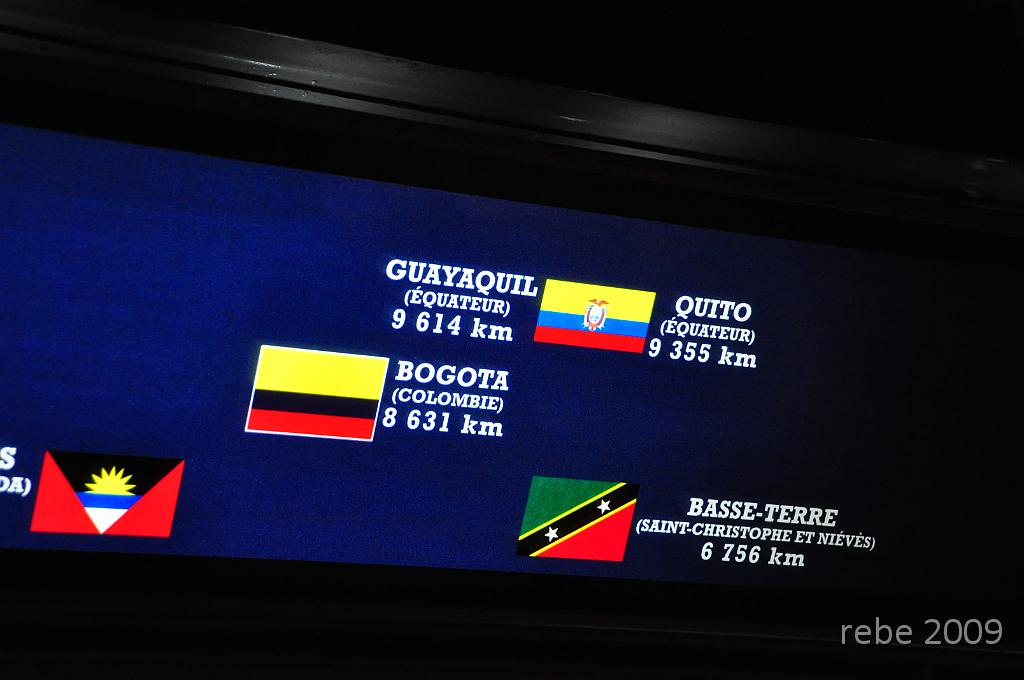 GUAYAQUIL
(ÉQUATEUR)
9 614 km
QUITO
(ÉQUATEUR)
9 355 km
BOGOTA
(COLOMBIE)
8 631 km
S
DA)
BASSE-TERRE
(SAINT-CHRISTOPHE ET NIÉVÈS)
6 756 km
rebe 2009